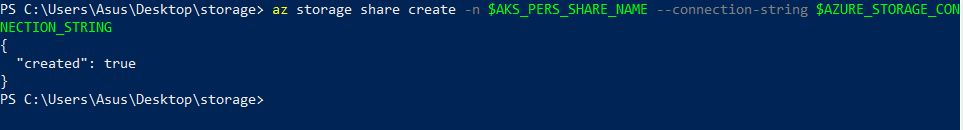 PS C:\Users\Asus\Desktop\storage> az storage share create -n $AKS_PERS_SHARE_NAME --connection-string $AZURE_STORAGE_CON
NECTION_STRING
{
  "created": true
}
PS C:\Users\Asus\Desktop\storage>